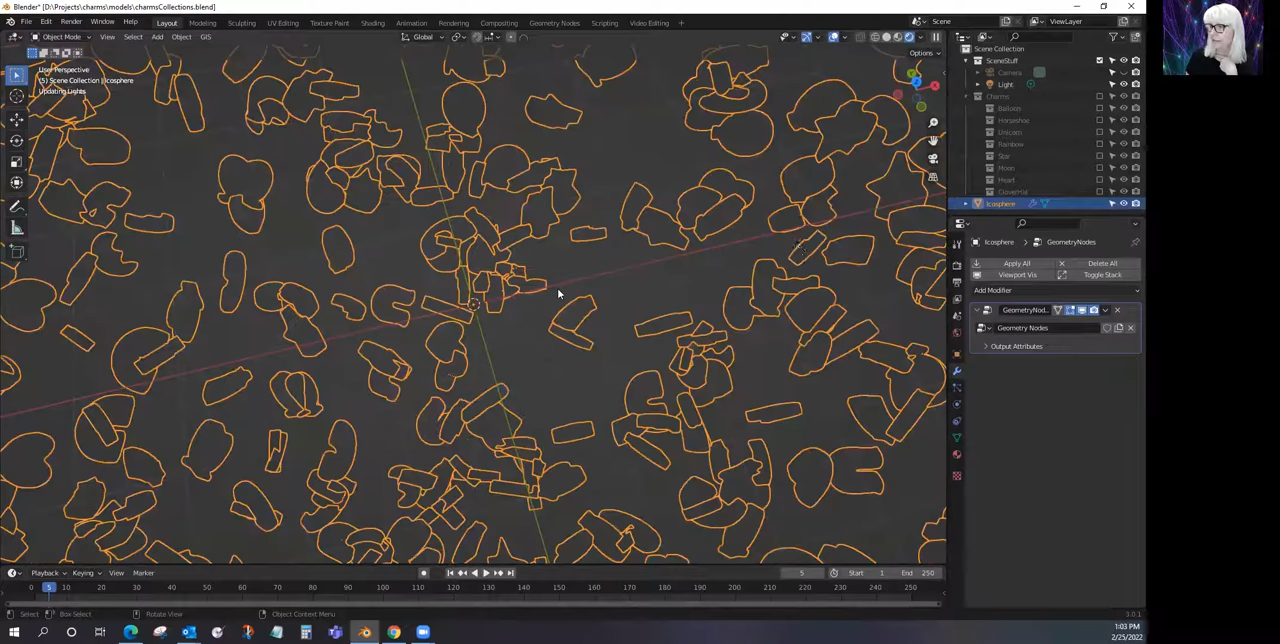 Blender* [D:\Projects\charms\models\charmsCollections.blend]
File Edit Render Window Help Layout Modeling Sculpting UV Editing Texture Paint Shading Animation Rendering Compositing Geometry Nodes Scripting Video Editing + Scene ViewLayer
Object Mode View Select Add Object GIS Global
Options
User Perspective
(5) Scene Collection | Icosphere
Updating Lights
Scene Collection
SceneStuff
Camera
Light
Charms
Balloon
Horseshoe
Unicorn
Rainbow
Star
Moon
Heart
Icosphere
Icosphere GeometryNodes
Apply All Delete All
Viewport Vis Toggle Stack
Add Modifier
GeometryNod..
Geometry Nodes
Output Attributes
Playback Keying View Marker 5 Start 1 End 250
0 5 10 20 30 40 50 60 70 80 90 100 110 120 130 140 150 160 170 180 190 200 210 220 230 240 250
Select Box Select Rotate View Object Context Menu 3.0.1
1:03 PM
2/25/2022